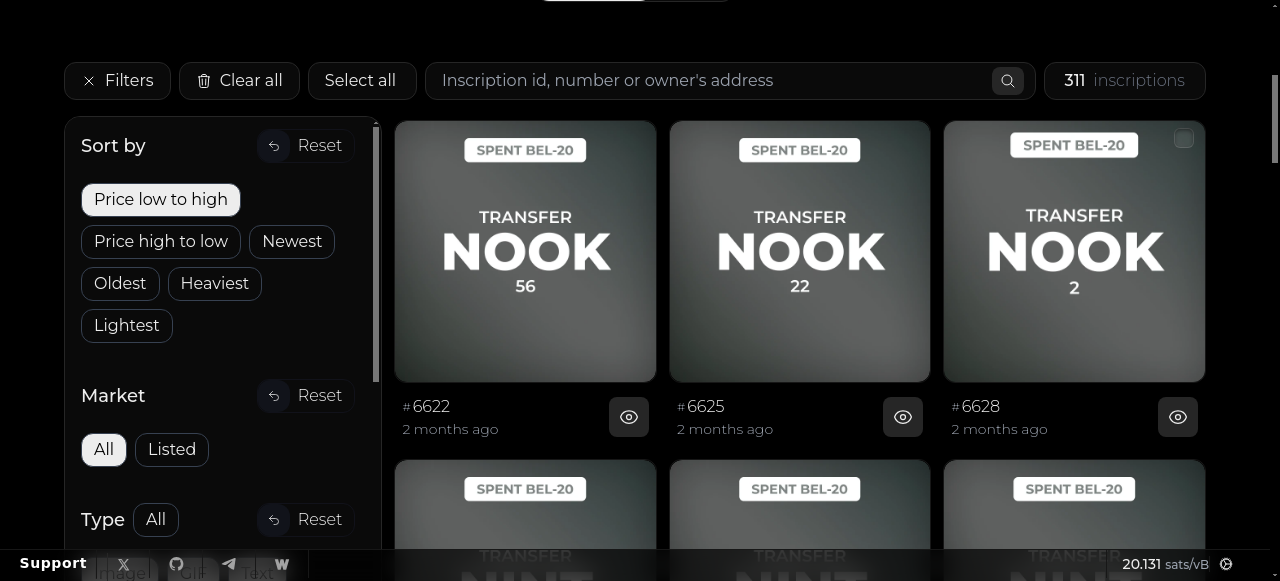 Filters
Clear all
Select all
Inscription id, number or owner's address
311 inscriptions
Sort by
Reset
Price low to high
Price high to low
Newest
Oldest
Heaviest
Lightest
Market
Reset
All
Listed
Type
All
Reset
Image
GIF
Text
SPENT BEL-20
TRANSFER
NOOK
56
#6622
2 months ago
SPENT BEL-20
TRANSFER
NOOK
22
#6625
2 months ago
SPENT BEL-20
TRANSFER
NOOK
2
#6628
2 months ago
SPENT BEL-20
TRANSFER
SPENT BEL-20
TRANSFER
SPENT BEL-20
TRANSFER
Support
20.131 sats/vB